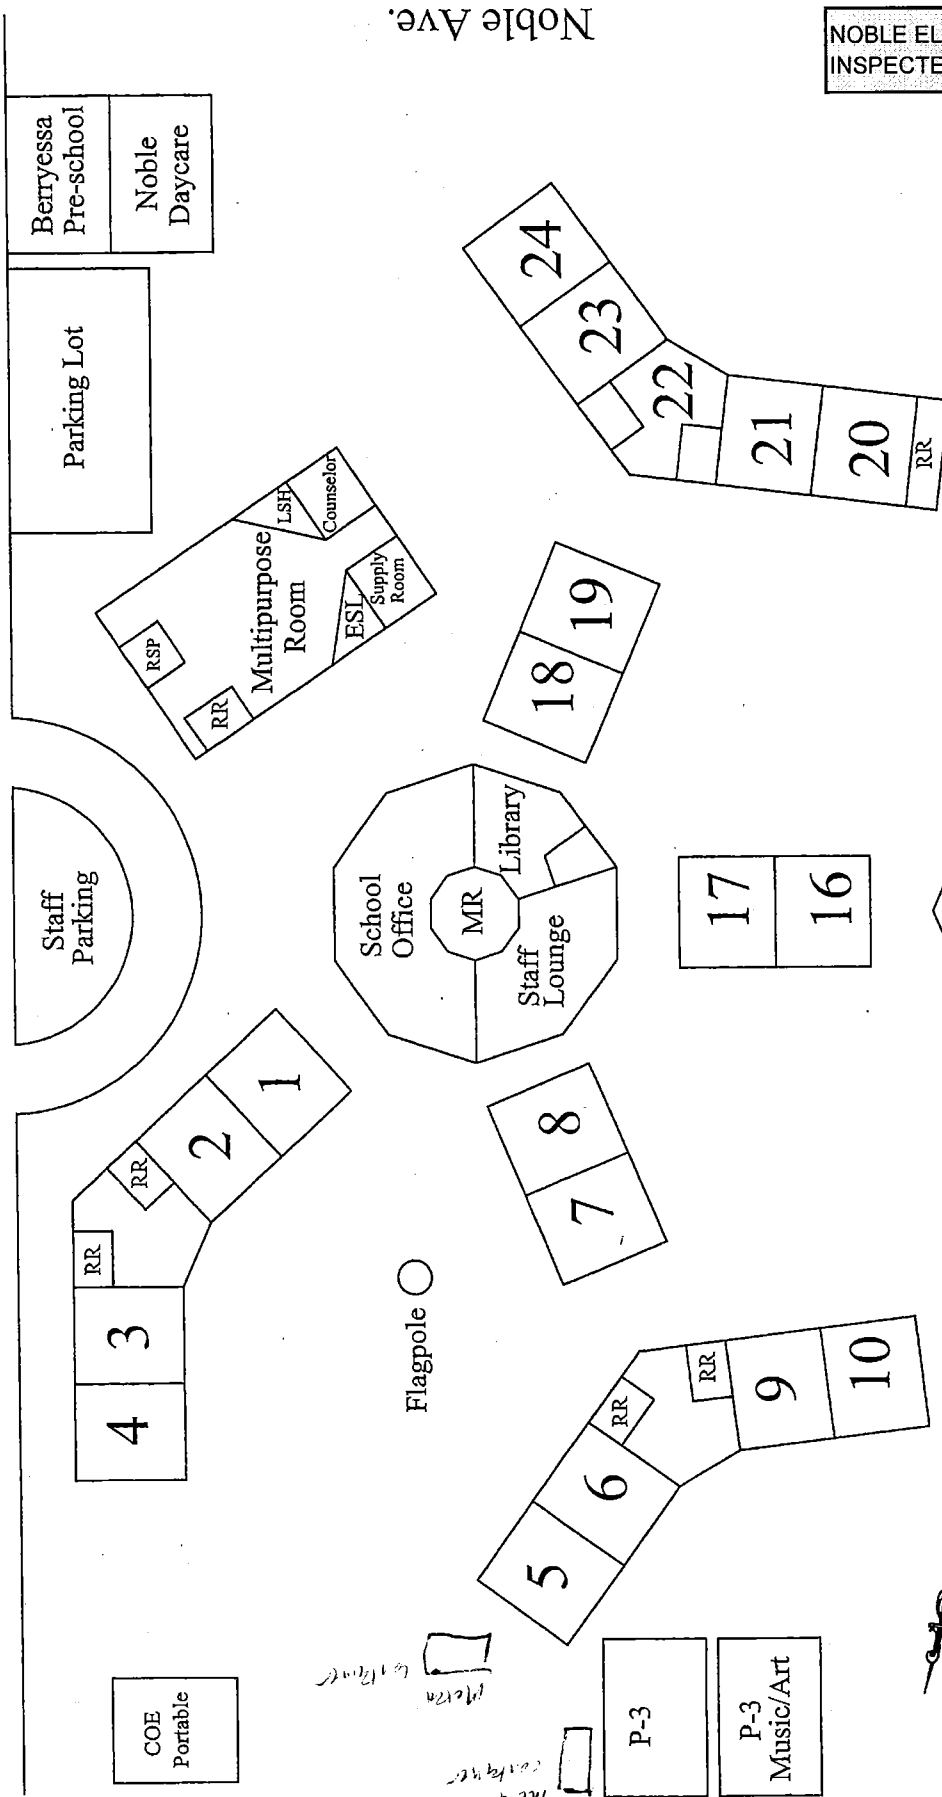 Noble Ave.
NOBLE EL
INSPECTE
Berryessa
Pre-school
Noble
Daycare
Parking Lot
Staff
Parking
RSP
RR
Multipurpose
Room
LSH
Counselor
ESL
Supply
Room
24
23
22
21
20
RR
18
19
School
Office
MR
Library
Staff
Lounge
17
16
1
2
RR
RR
3
4
Flagpole
8
7
5
6
RR
RR
9
10
COE
Portable
Container
P-3
P-3
Music/Art
container